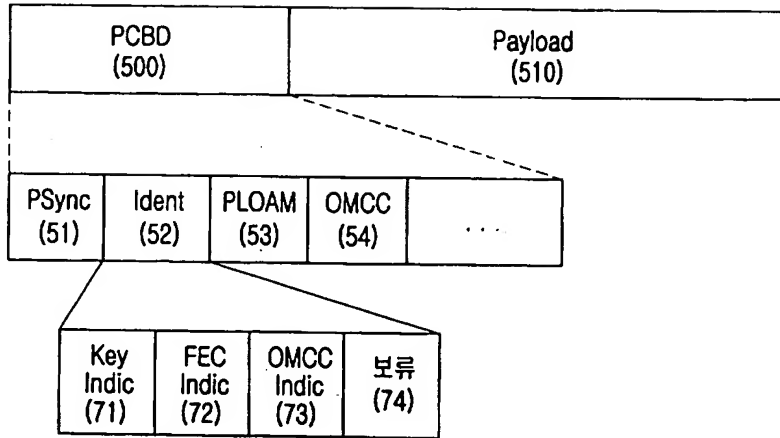 PCBD
(500)
Payload
(510)
PSync
(51)
Ident
(52)
PLOAM
(53)
OMCC
(54)
...
Key
Indic
(71)
FEC
Indic
(72)
OMCC
Indic
(73)
보류
(74)